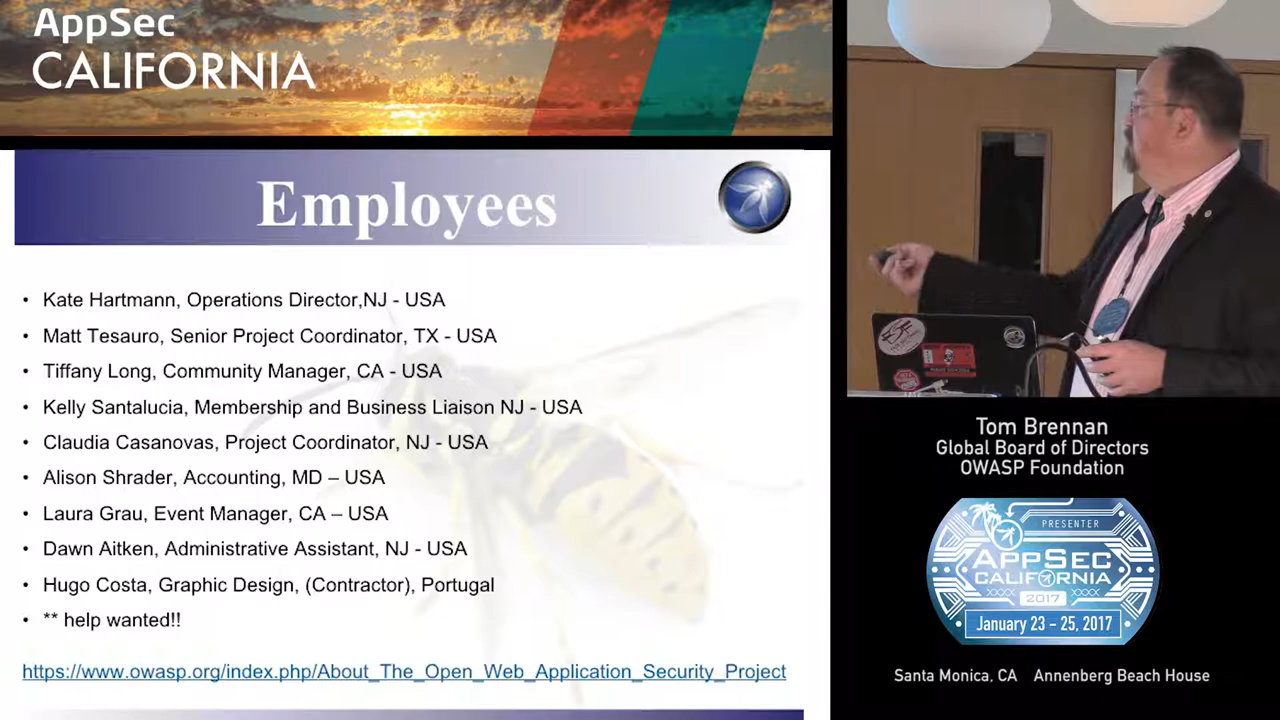 AppSec
CALIFORNIA
Employees
• Kate Hartmann, Operations Director,NJ - USA
• Matt Tesauro, Senior Project Coordinator, TX - USA
• Tiffany Long, Community Manager, CA - USA
• Kelly Santalucia, Membership and Business Liaison NJ - USA
• Claudia Casanovas, Project Coordinator, NJ - USA
• Alison Shrader, Accounting, MD – USA
• Laura Grau, Event Manager, CA – USA
• Dawn Aitken, Administrative Assistant, NJ - USA
• Hugo Costa, Graphic Design, (Contractor), Portugal
• ** help wanted!!
https://www.owasp.org/index.php/About_The_Open_Web_Application_Security_Project
Tom Brennan
Global Board of Directors
OWASP Foundation
PRESENTER
APPSEC
CALIFORNIA
2017
January 23 – 25, 2017
Santa Monica, CA Annenberg Beach House